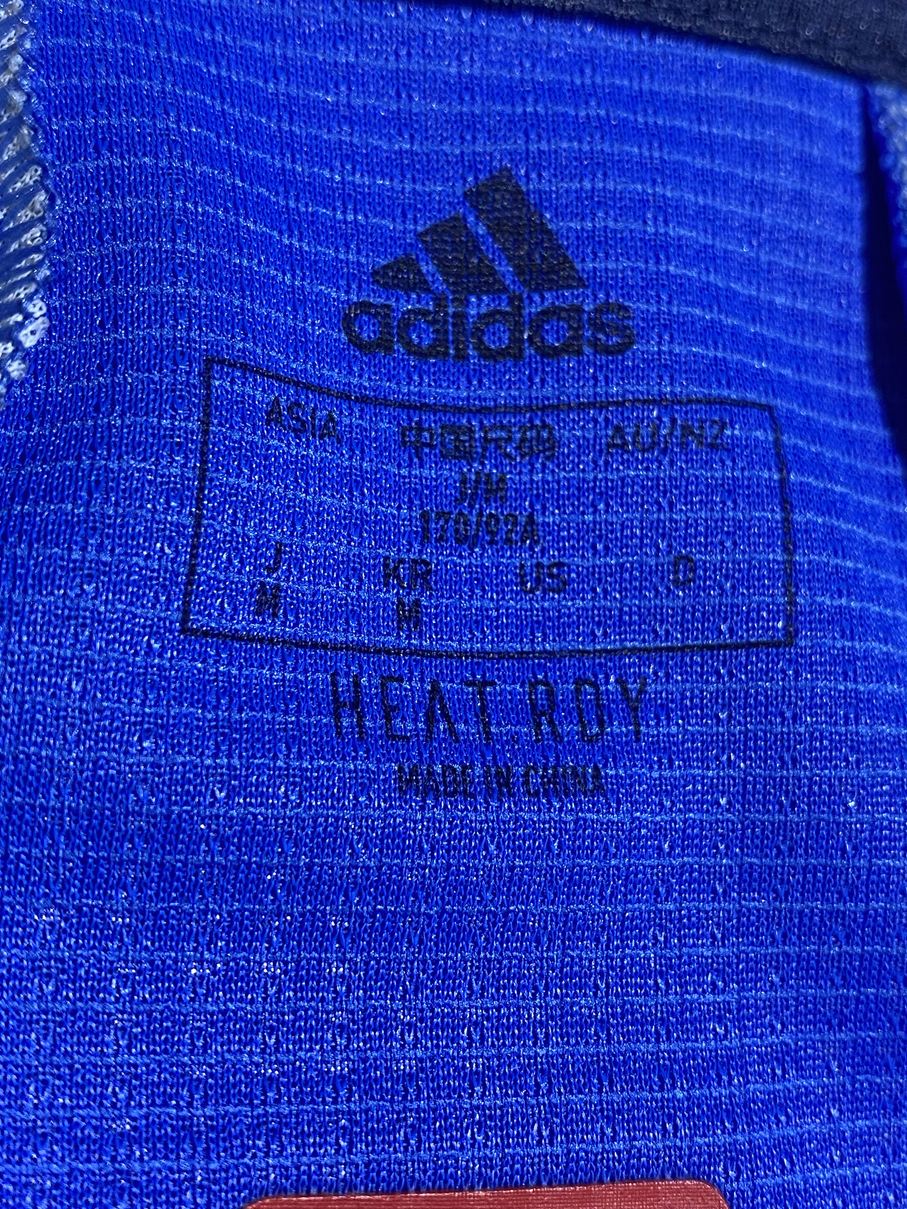 adidas
ASIA 中国尺码 AU/NZ
J/M
170/92A
J KR US D
M M
HEAT.RDY
MADE IN CHINA